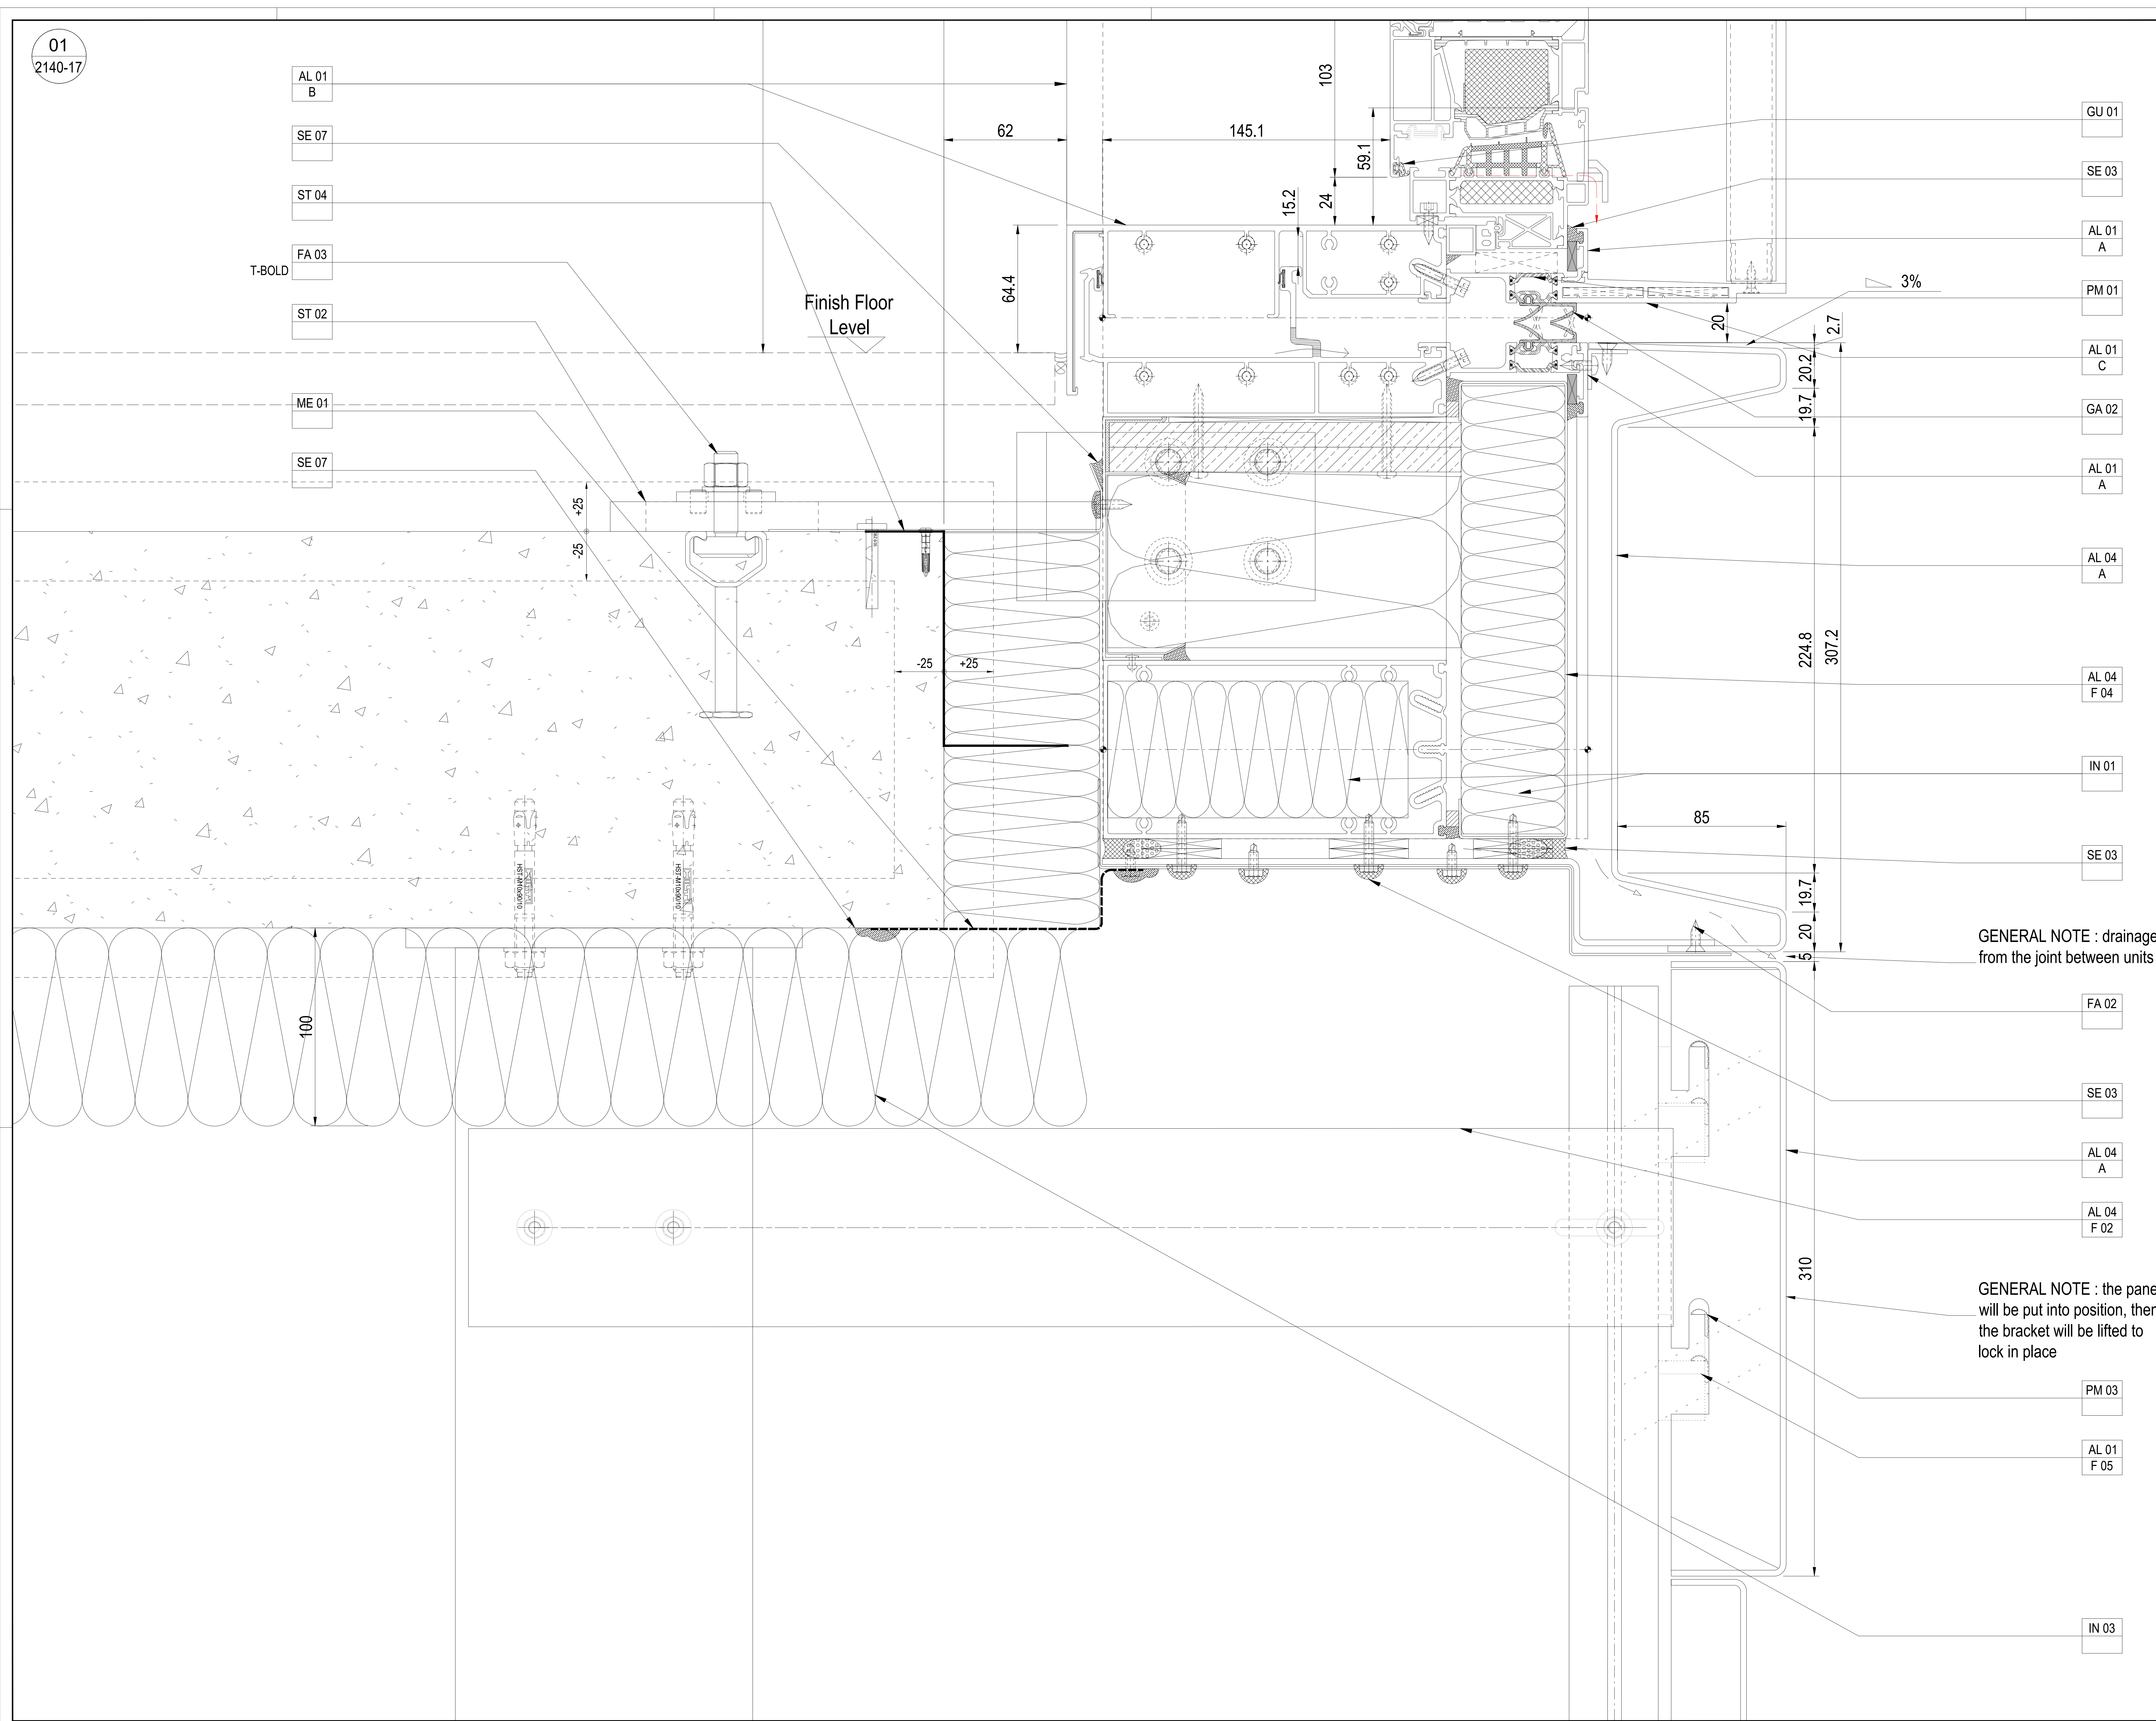 01
2140-17
AL 01
B
SE 07
ST 04
FA 03
T-BOLD
ST 02
ME 01
SE 07
Finish Floor
Level
62
145.1
103
59.1
24
15.2
64.4
+25
-25
-25
+25
HST-M10x90/10
HST-M10x90/10
100
3%
20
2.7
20.2
19.7
224.8
307.2
85
19.7
20
5
310
GU 01
SE 03
AL 01
A
PM 01
AL 01
C
GA 02
AL 01
A
AL 04
A
AL 04
F 04
IN 01
SE 03
GENERAL NOTE : drainage
from the joint between units
FA 02
SE 03
AL 04
A
AL 04
F 02
GENERAL NOTE : the pane
will be put into position, then
the bracket will be lifted to
lock in place
PM 03
AL 01
F 05
IN 03